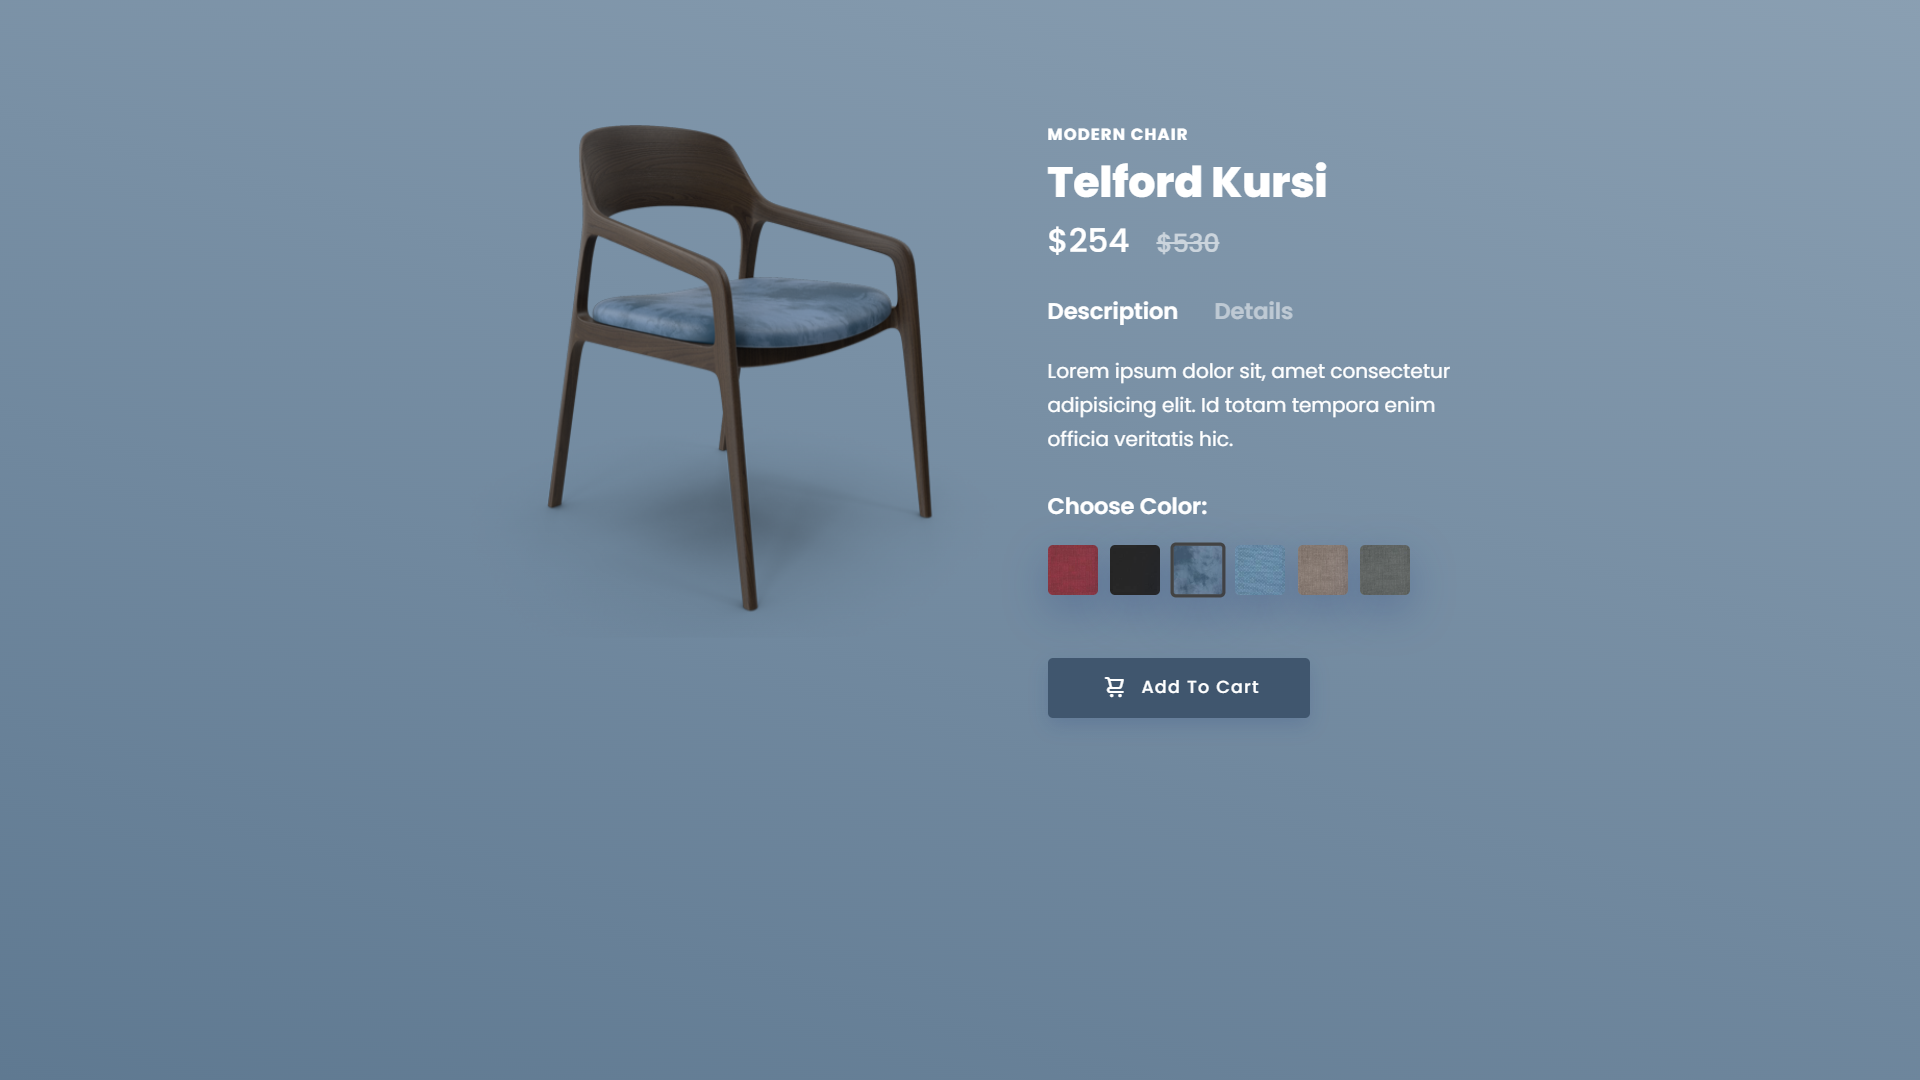 MODERN CHAIR
Telford Kursi
$254 $530
Description Details
Lorem ipsum dolor sit, amet consectetur
adipisicing elit. Id totam tempora enim
officia veritatis hic.
Choose Color:
Add To Cart